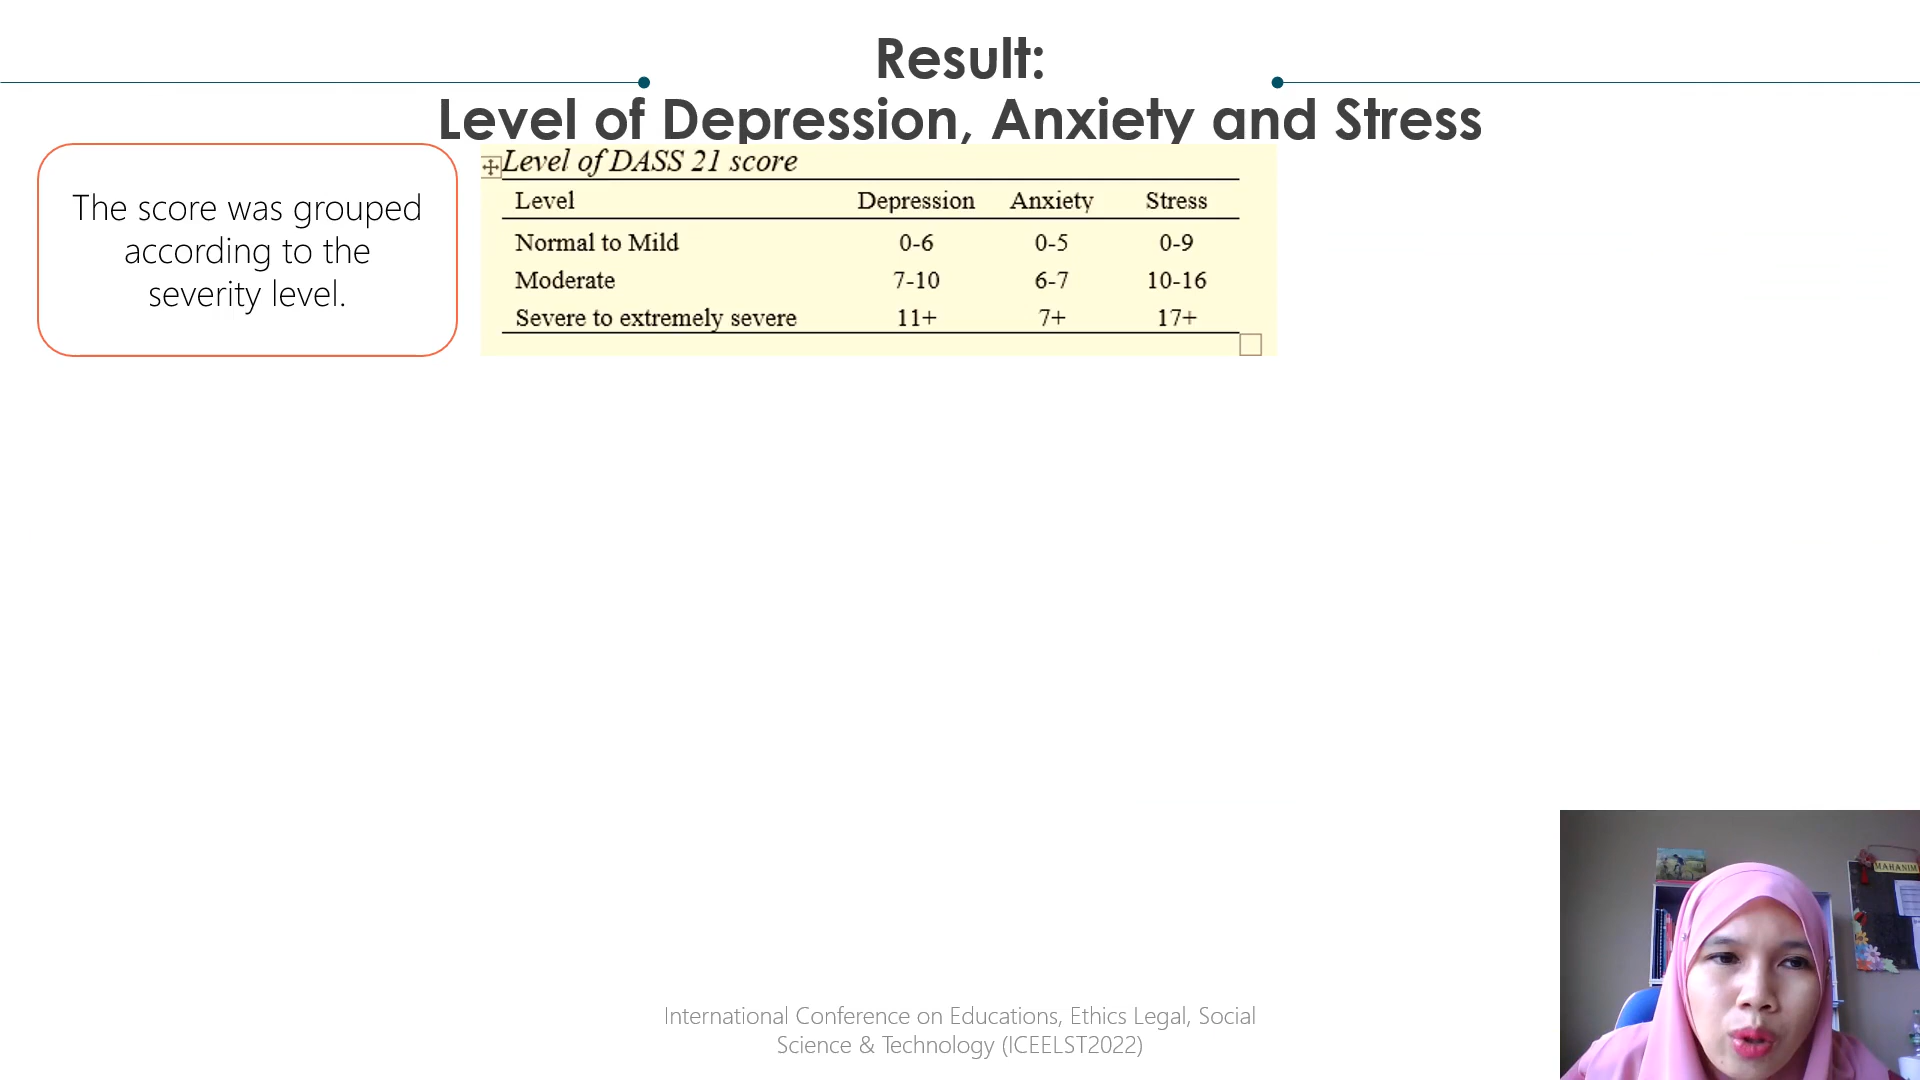 Result:
Level of Depression, Anxiety and Stress
The score was grouped
according to the
severity level.
Level of DASS 21 score
Level Depression Anxiety Stress
Normal to Mild 0-6 0-5 0-9
Moderate 7-10 6-7 10-16
Severe to extremely severe 11+ 7+ 17+
MAHANIM
International Conference on Educations, Ethics Legal, Social
Science & Technology (ICEELST2022)